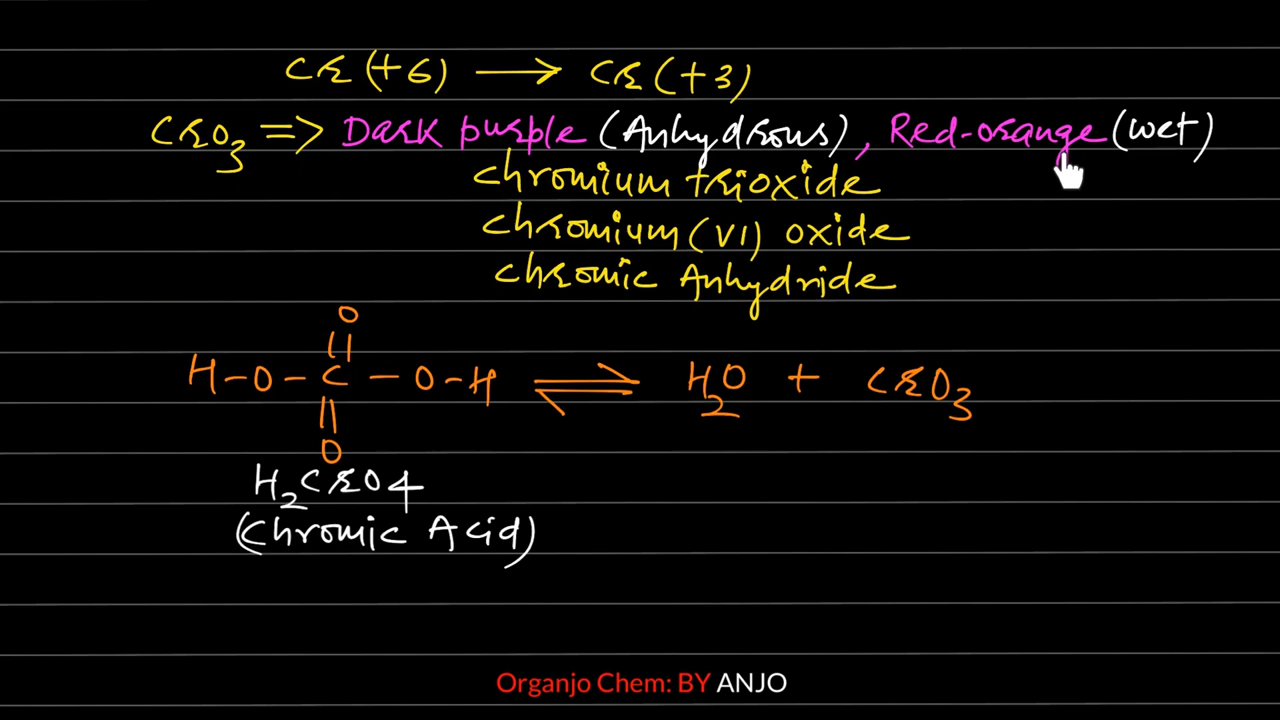 Cr(+6) ⟶ Cr(+3)
CrO3 => Dark purple (Anhydrous), Red-orange (wet)
chromium trioxide
chromium(VI) oxide
chromic Anhydride
O
||
H-O-C-O-H ⇌ H2O + CrO3
||
O
H2CrO4
(Chromic Acid)
Organjo Chem: BY ANJO